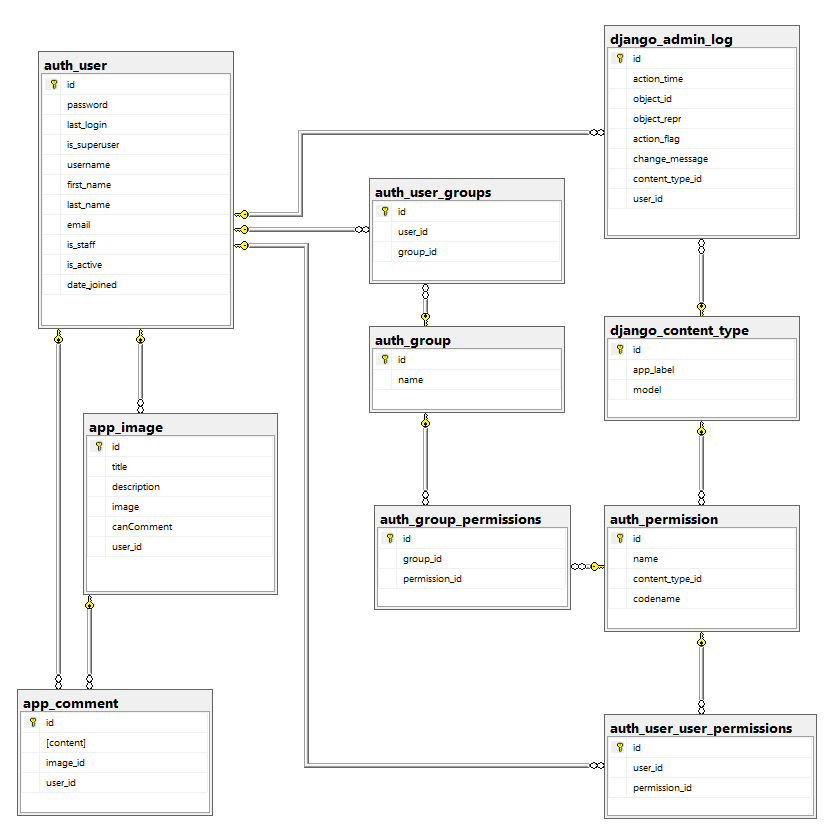 auth_user
id
password
last_login
is_superuser
username
first_name
last_name
email
is_staff
is_active
date_joined
django_admin_log
id
action_time
object_id
object_repr
action_flag
change_message
content_type_id
user_id
auth_user_groups
id
user_id
group_id
auth_group
id
name
django_content_type
id
app_label
model
app_image
id
title
description
image
canComment
user_id
auth_group_permissions
id
group_id
permission_id
auth_permission
id
name
content_type_id
codename
app_comment
id
[content]
image_id
user_id
auth_user_user_permissions
id
user_id
permission_id